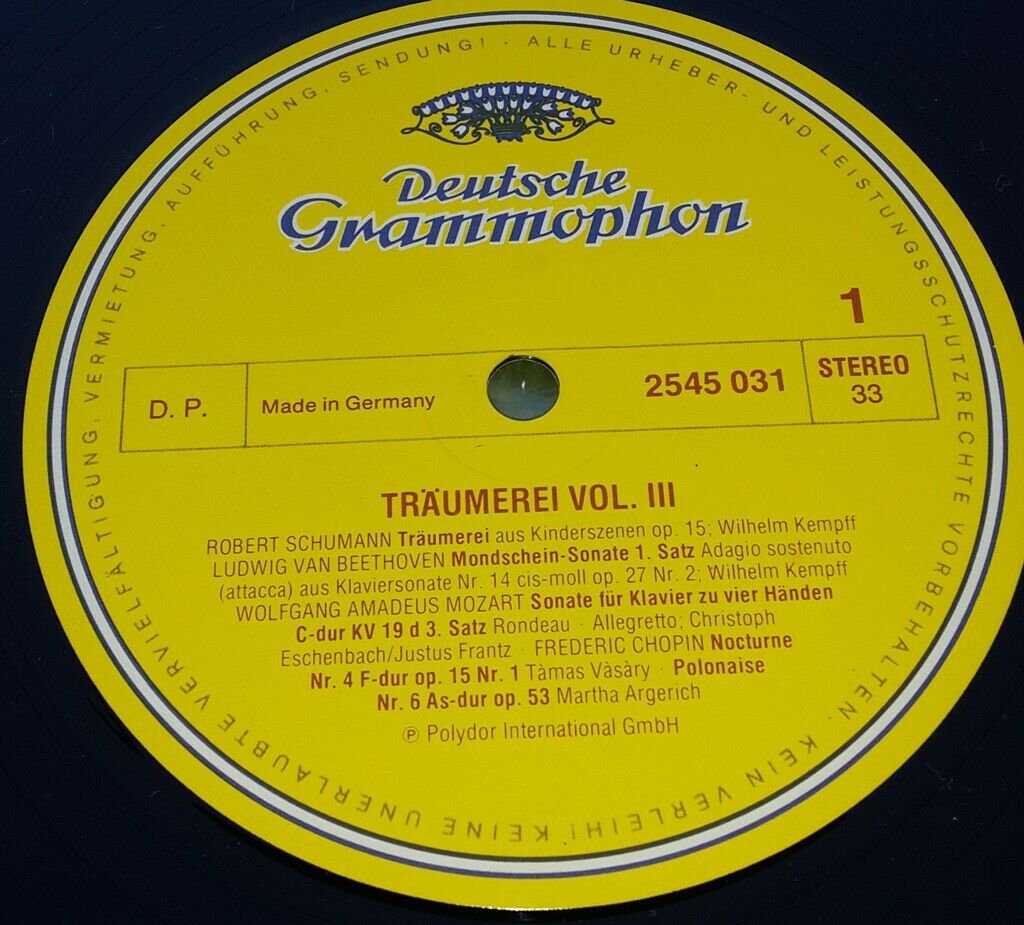 ALLE URHEBER- UND LEISTUNGSSCHUTZRECHTE VORBEHALTEN. KEIN VERLEIH! KEINE UNERLAUBTE VERVIELFÄLTIGUNG, VERMIETUNG, AUFFÜHRUNG, SENDUNG! ·
Deutsche
Grammophon
1
D. P.
Made in Germany
2545 031
STEREO
33
TRÄUMEREI VOL. III
ROBERT SCHUMANN Träumerei aus Kinderszenen op. 15; Wilhelm Kempff
LUDWIG VAN BEETHOVEN Mondschein-Sonate 1. Satz Adagio sostenuto
(attacca) aus Klaviersonate Nr. 14 cis-moll op. 27 Nr. 2; Wilhelm Kempff
WOLFGANG AMADEUS MOZART Sonate für Klavier zu vier Händen
C-dur KV 19 d 3. Satz Rondeau · Allegretto; Christoph
Eschenbach/Justus Frantz · FREDERIC CHOPIN Nocturne
Nr. 4 F-dur op. 15 Nr. 1 Tàmas Vàsàry · Polonaise
Nr. 6 As-dur op. 53 Martha Argerich
℗ Polydor International GmbH